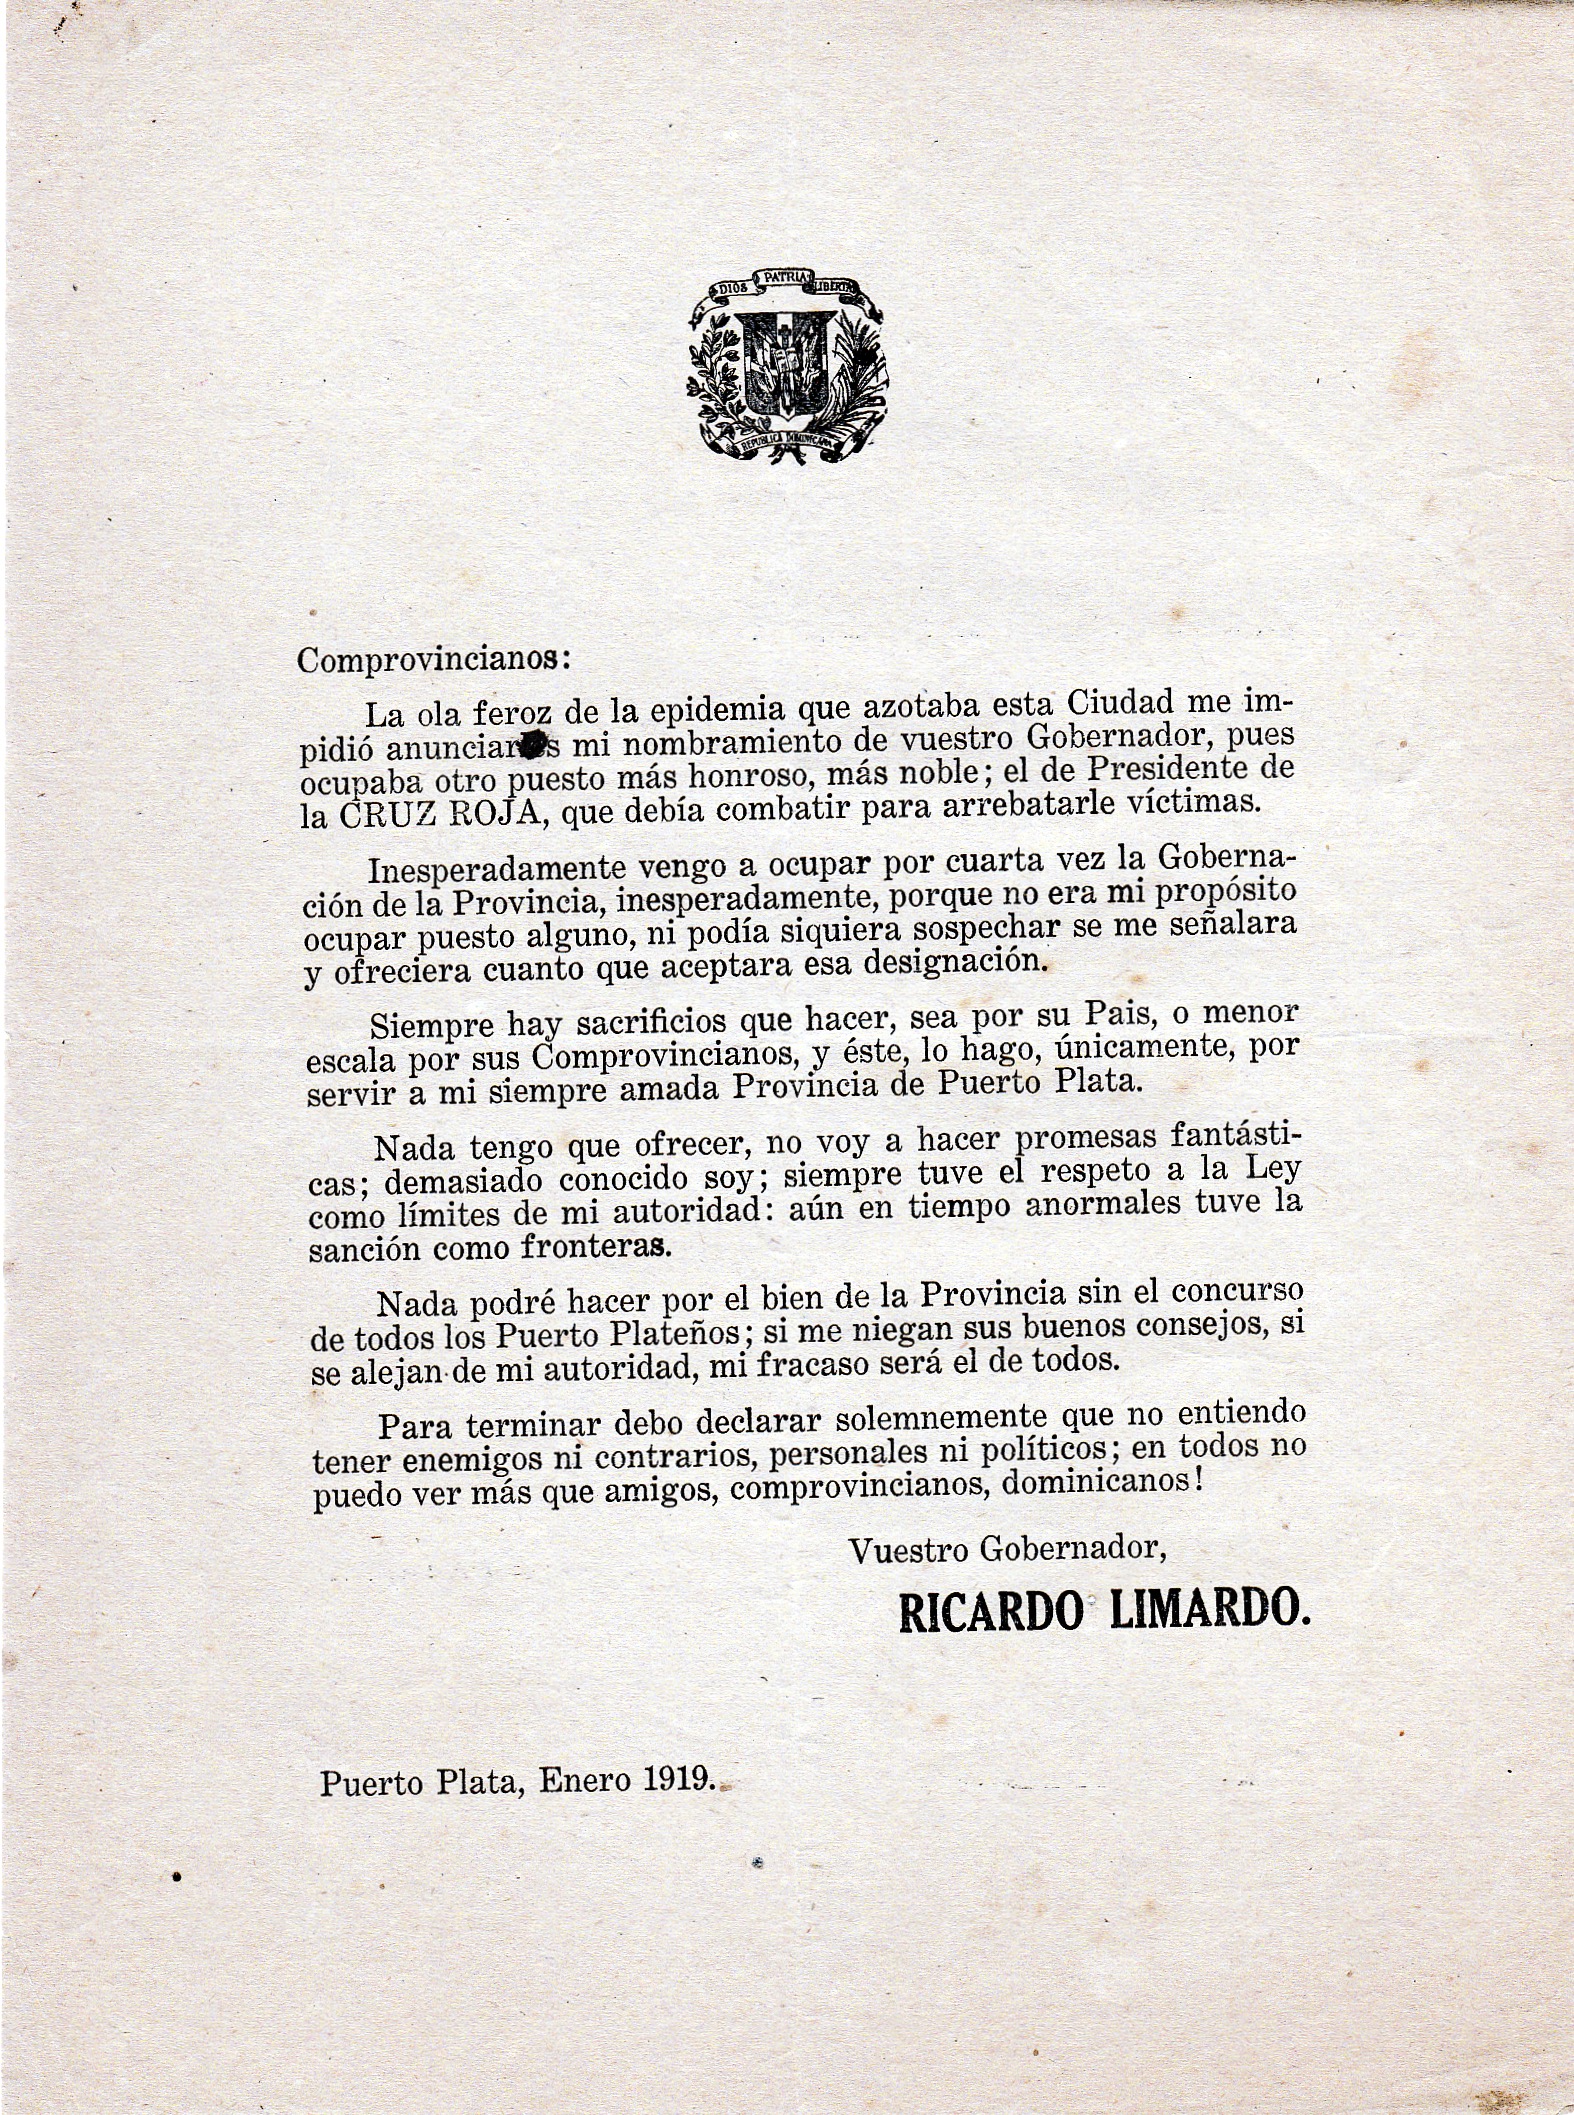 DIOS PATRIA LIBERTAD
REPUBLICA DOMINICANA
Comprovincianos:
La ola feroz de la epidemia que azotaba esta Ciudad me im-
pidió anunciaros mi nombramiento de vuestro Gobernador, pues
ocupaba otro puesto más honroso, más noble; el de Presidente de
la CRUZ ROJA, que debía combatir para arrebatarle víctimas.
Inesperadamente vengo a ocupar por cuarta vez la Goberna-
ción de la Provincia, inesperadamente, porque no era mi propósito
ocupar puesto alguno, ni podía siquiera sospechar se me señalara
y ofreciera cuanto que aceptara esa designación.
Siempre hay sacrificios que hacer, sea por su Pais, o menor
escala por sus Comprovincianos, y éste, lo hago, únicamente, por
servir a mi siempre amada Provincia de Puerto Plata.
Nada tengo que ofrecer, no voy a hacer promesas fantásti-
cas; demasiado conocido soy; siempre tuve el respeto a la Ley
como límites de mi autoridad: aún en tiempo anormales tuve la
sanción como fronteras.
Nada podré hacer por el bien de la Provincia sin el concurso
de todos los Puerto Plateños; si me niegan sus buenos consejos, si
se alejan de mi autoridad, mi fracaso será el de todos.
Para terminar debo declarar solemnemente que no entiendo
tener enemigos ni contrarios, personales ni políticos; en todos no
puedo ver más que amigos, comprovincianos, dominicanos!
Vuestro Gobernador,
RICARDO LIMARDO.
Puerto Plata, Enero 1919.